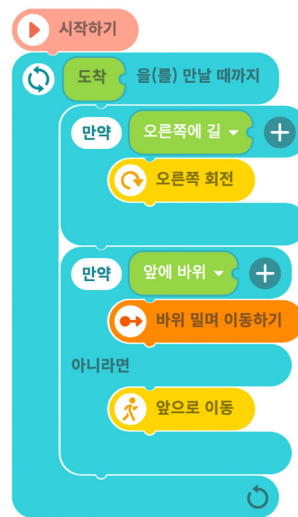 시작하기
도착 을(를) 만날 때까지
만약 오른쪽에 길
오른쪽 회전
만약 앞에 바위
바위 밀며 이동하기
아니라면
앞으로 이동